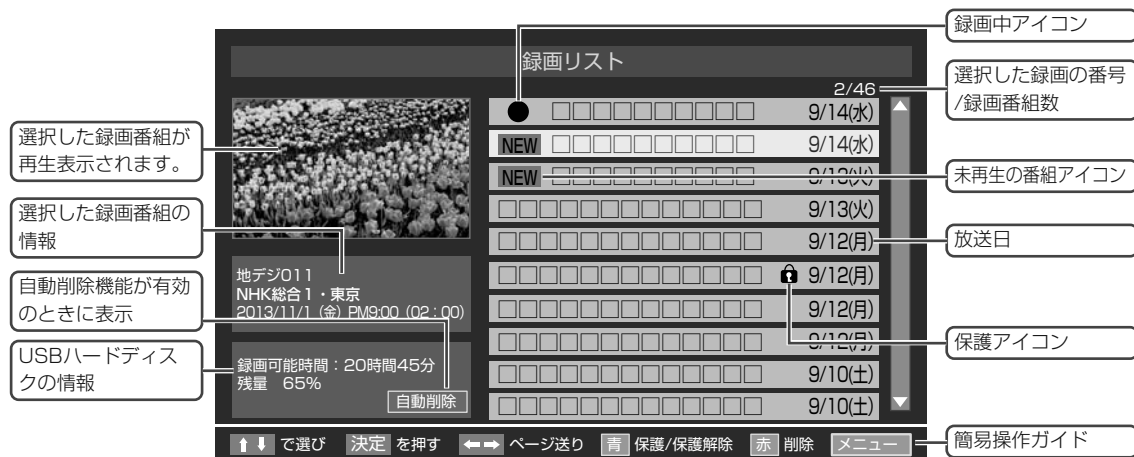 録画リスト
2/46
● □□□□□□□□□□ 9/14(水)
NEW □□□□□□□□□□ 9/14(水)
NEW □□□□□□□□□□ 9/13(火)
□□□□□□□□□□□□□ 9/13(火)
□□□□□□□□□□□□□ 9/12(月)
□□□□□□□□□□□□□ 9/12(月)
□□□□□□□□□□□□□ 9/12(月)
□□□□□□□□□□□□□ 9/12(月)
□□□□□□□□□□□□□ 9/10(土)
□□□□□□□□□□□□□ 9/10(土)
地デジ011
NHK総合1・東京
2013/11/1(金) PM9:00(02:00)
録画可能時間:20時間45分
残量 65%
自動削除
⬆⬇ で選び 決定 を押す ⬅➡ ページ送り 青 保護/保護解除 赤 削除 メニュー
選択した録画番組が
再生表示されます。
選択した録画番組の
情報
自動削除機能が有効
のときに表示
USBハードディス
クの情報
録画中アイコン
選択した録画の番号
/録画番組数
未再生の番組アイコン
放送日
保護アイコン
簡易操作ガイド